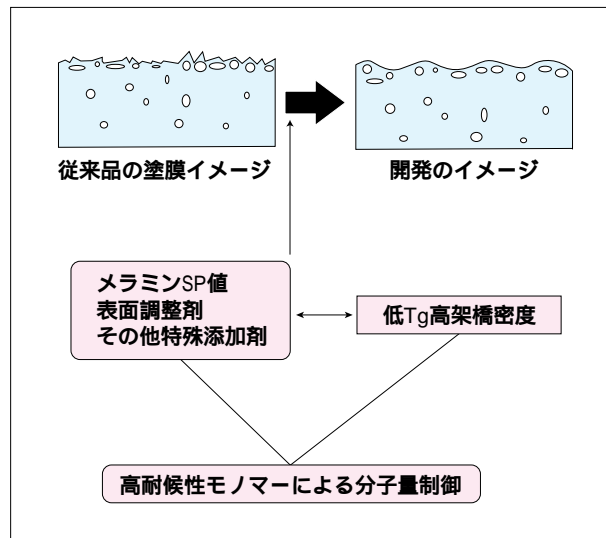 従来品の塗膜イメージ
開発のイメージ
メラミンSP値
表面調整剤
その他特殊添加剤
低Tg高架橋密度
高耐候性モノマーによる分子量制御